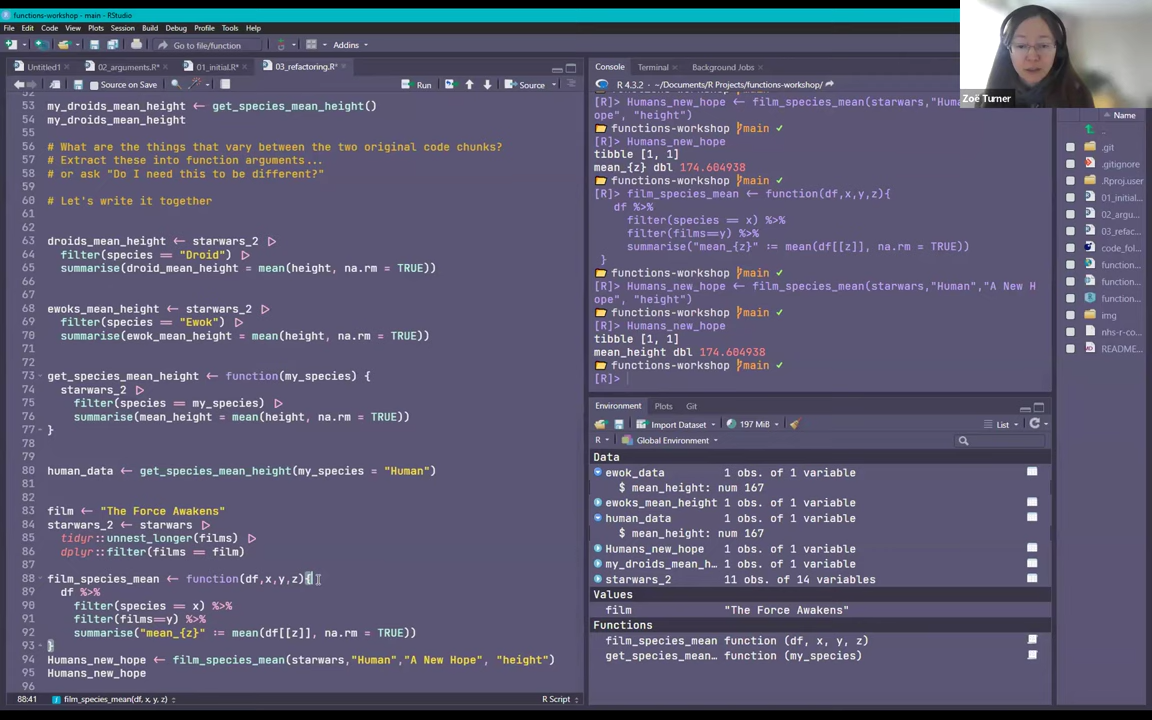 functions-workshop - main - RStudio
File Edit Code View Plots Session Build Debug Profile Tools Help
Go to file/function Addins
Untitled1 02_arguments.R* 01_initial.R* 03_refactoring.R*
Source on Save Run Source
52
53 my_droids_mean_height ← get_species_mean_height()
54 my_droids_mean_height
55
56 # What are the things that vary between the two original code chunks?
57 # Extract these into function arguments...
58 # or ask "Do I need this to be different?"
59
60 # Let's write it together
61
62
63 droids_mean_height ← starwars_2 ▷
64 filter(species == "Droid") ▷
65 summarise(droid_mean_height = mean(height, na.rm = TRUE))
66
67
68 ewoks_mean_height ← starwars_2 ▷
69 filter(species == "Ewok") ▷
70 summarise(ewok_mean_height = mean(height, na.rm = TRUE))
71
72
73 get_species_mean_height ← function(my_species) {
74 starwars_2 ▷
75 filter(species == my_species) ▷
76 summarise(mean_height = mean(height, na.rm = TRUE))
77 }
78
79
80 human_data ← get_species_mean_height(my_species = "Human")
81
82
83 film ← "The Force Awakens"
84 starwars_2 ← starwars ▷
85 tidyr::unnest_longer(films) ▷
86 dplyr::filter(films == film)
87
88 film_species_mean ← function(df,x,y,z){
89 df %>%
90 filter(species == x) %>%
91 filter(films==y) %>%
92 summarise("mean_{z}" := mean(df[[z]], na.rm = TRUE))
93 }
94 Humans_new_hope ← film_species_mean(starwars,"Human","A New Hope", "height")
95 Humans_new_hope
96
88:41 film_species_mean(df, x, y, z) R Script
Console Terminal Background Jobs
R 4.3.2 · ~/Documents/R Projects/functions-workshop/
[R]> Humans_new_hope ← film_species_mean(starwars,"Hum
ope", "height")
functions-workshop main ✓
[R]> Humans_new_hope
tibble [1, 1]
mean_{z} dbl 174.604938
functions-workshop main ✓
[R]> film_species_mean ← function(df,x,y,z){
df %>%
filter(species == x) %>%
filter(films==y) %>%
summarise("mean_{z}" := mean(df[[z]], na.rm = TRUE))
}
functions-workshop main ✓
[R]> Humans_new_hope ← film_species_mean(starwars,"Human","A New H
ope", "height")
functions-workshop main ✓
[R]> Humans_new_hope
tibble [1, 1]
mean_height dbl 174.604938
functions-workshop main ✓
[R]>
Environment Plots Git
Import Dataset 197 MiB List
R Global Environment
Data
ewok_data 1 obs. of 1 variable
$ mean_height: num 167
ewoks_mean_height 1 obs. of 1 variable
human_data 1 obs. of 1 variable
$ mean_height: num 167
Humans_new_hope 1 obs. of 1 variable
my_droids_mean_h… 1 obs. of 1 variable
starwars_2 11 obs. of 14 variables
Values
film "The Force Awakens"
Functions
film_species_mean function (df, x, y, z)
get_species_mean… function (my_species)
Zoë Turner
Name
..
.git
.gitignore
.Rproj.user
01_initial
02_argu
03_refac
code_fol
function
function
function
img
nhs-r-co
README